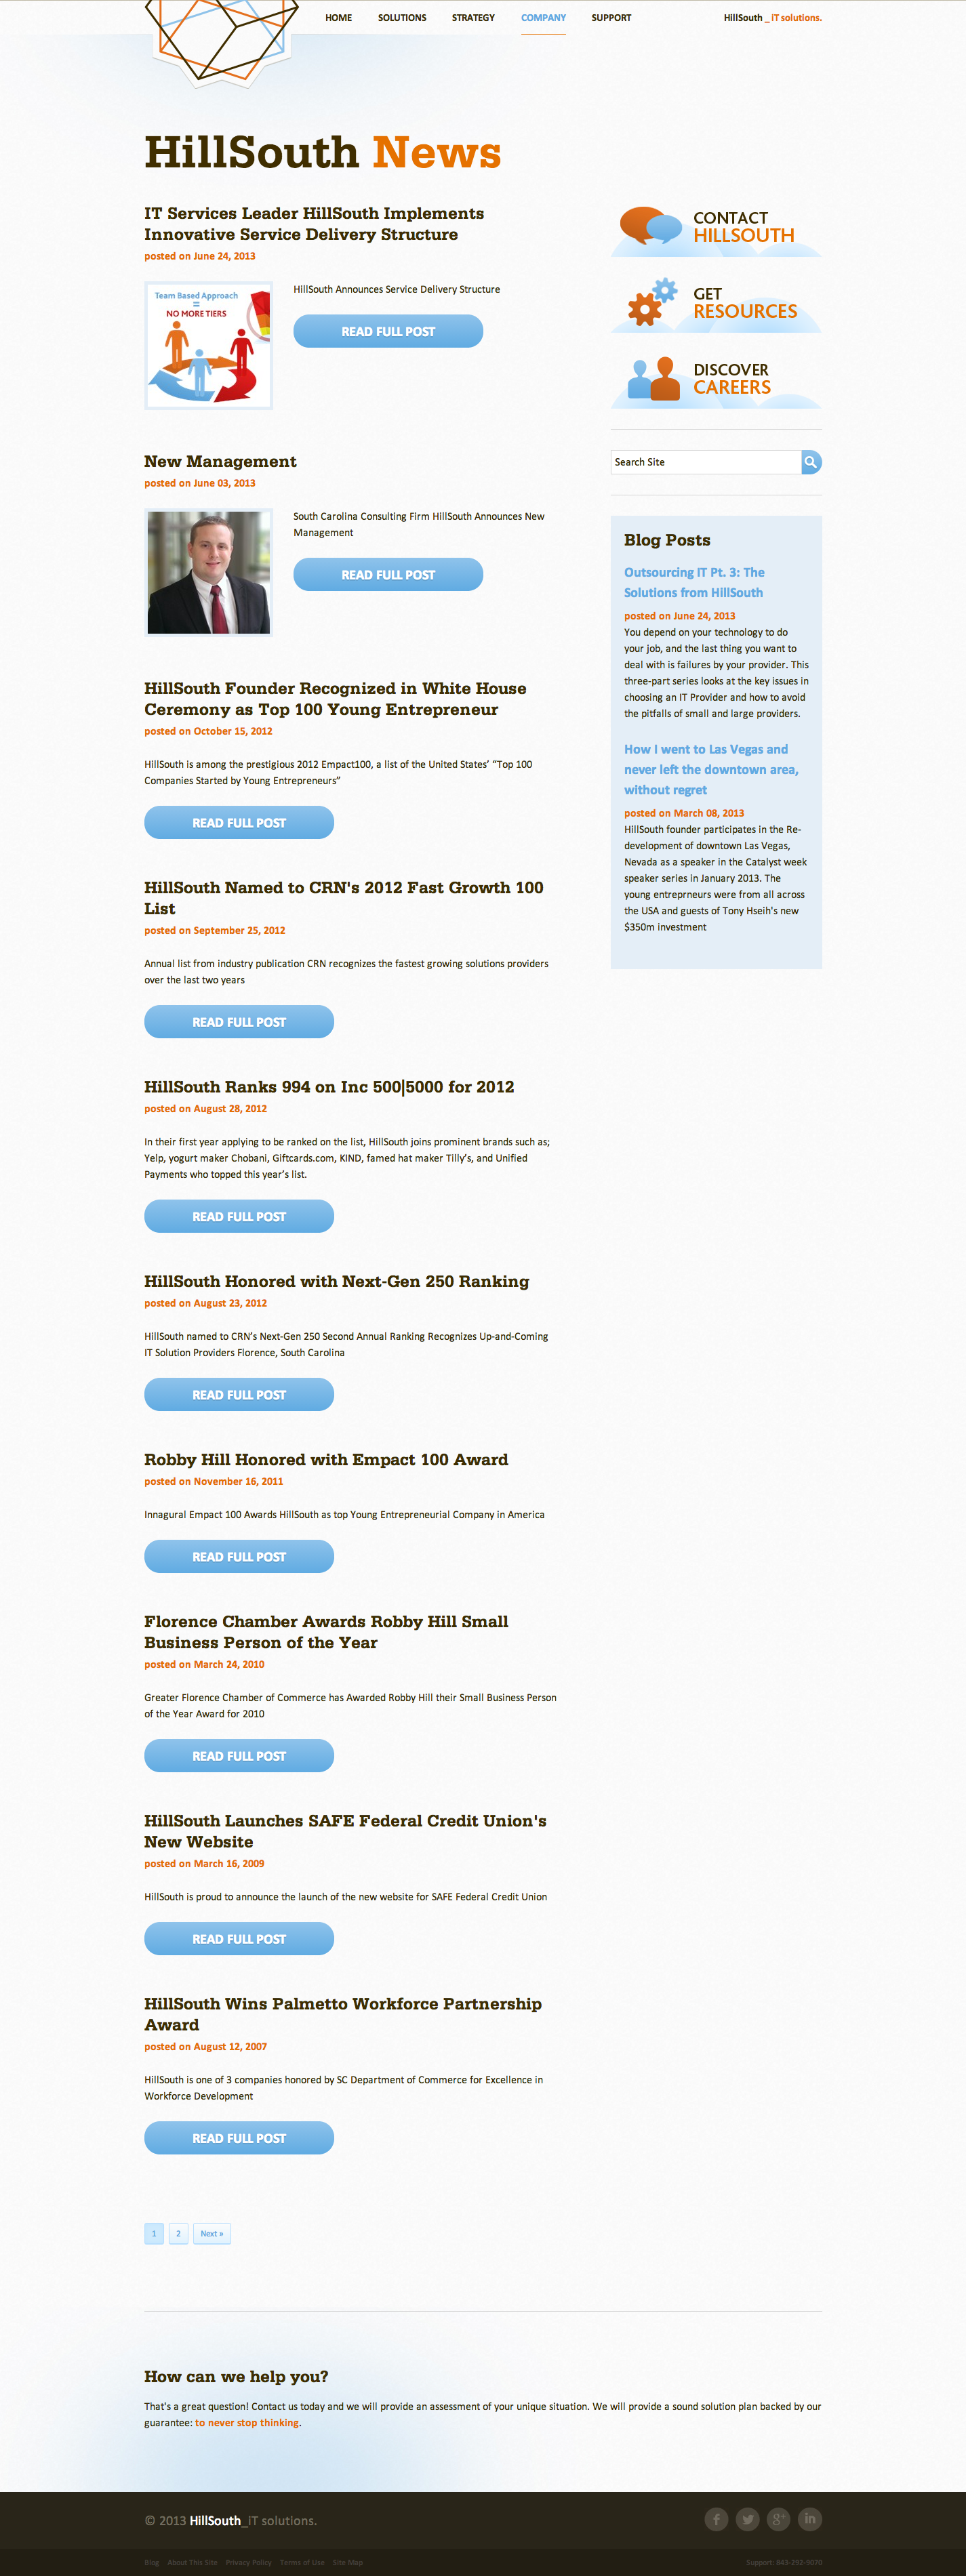 HOME SOLUTIONS STRATEGY COMPANY SUPPORT HillSouth _ iT solutions.
HillSouth News
IT Services Leader HillSouth Implements
Innovative Service Delivery Structure
posted on June 24, 2013
Team Based Approach
=
NO MORE TIERS
HillSouth Announces Service Delivery Structure
READ FULL POST
New Management
posted on June 03, 2013
South Carolina Consulting Firm HillSouth Announces New
Management
READ FULL POST
HillSouth Founder Recognized in White House
Ceremony as Top 100 Young Entrepreneur
posted on October 15, 2012
HillSouth is among the prestigious 2012 Empact100, a list of the United States’ “Top 100
Companies Started by Young Entrepreneurs”
READ FULL POST
HillSouth Named to CRN's 2012 Fast Growth 100
List
posted on September 25, 2012
Annual list from industry publication CRN recognizes the fastest growing solutions providers
over the last two years
READ FULL POST
HillSouth Ranks 994 on Inc 500|5000 for 2012
posted on August 28, 2012
In their first year applying to be ranked on the list, HillSouth joins prominent brands such as;
Yelp, yogurt maker Chobani, Giftcards.com, KIND, famed hat maker Tilly’s, and Unified
Payments who topped this year’s list.
READ FULL POST
HillSouth Honored with Next-Gen 250 Ranking
posted on August 23, 2012
HillSouth named to CRN’s Next-Gen 250 Second Annual Ranking Recognizes Up-and-Coming
IT Solution Providers Florence, South Carolina
READ FULL POST
Robby Hill Honored with Empact 100 Award
posted on November 16, 2011
Innagural Empact 100 Awards HillSouth as top Young Entrepreneurial Company in America
READ FULL POST
Florence Chamber Awards Robby Hill Small
Business Person of the Year
posted on March 24, 2010
Greater Florence Chamber of Commerce has Awarded Robby Hill their Small Business Person
of the Year Award for 2010
READ FULL POST
HillSouth Launches SAFE Federal Credit Union's
New Website
posted on March 16, 2009
HillSouth is proud to announce the launch of the new website for SAFE Federal Credit Union
READ FULL POST
HillSouth Wins Palmetto Workforce Partnership
Award
posted on August 12, 2007
HillSouth is one of 3 companies honored by SC Department of Commerce for Excellence in
Workforce Development
READ FULL POST
1 2 Next »
CONTACT
HILLSOUTH
GET
RESOURCES
DISCOVER
CAREERS
Search Site
Blog Posts
Outsourcing IT Pt. 3: The
Solutions from HillSouth
posted on June 24, 2013
You depend on your technology to do
your job, and the last thing you want to
deal with is failures by your provider. This
three-part series looks at the key issues in
choosing an IT Provider and how to avoid
the pitfalls of small and large providers.
How I went to Las Vegas and
never left the downtown area,
without regret
posted on March 08, 2013
HillSouth founder participates in the Re-
development of downtown Las Vegas,
Nevada as a speaker in the Catalyst week
speaker series in January 2013. The
young entreprneurs were from all across
the USA and guests of Tony Hseih's new
$350m investment
How can we help you?
That's a great question! Contact us today and we will provide an assessment of your unique situation. We will provide a sound solution plan backed by our
guarantee: to never stop thinking.
© 2013 HillSouth_iT solutions.
Blog About This Site Privacy Policy Terms of Use Site Map Support: 843-292-9070